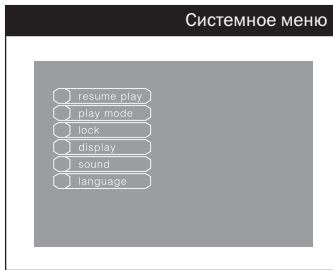 Системное меню
resume play
play mode
lock
display
sound
language